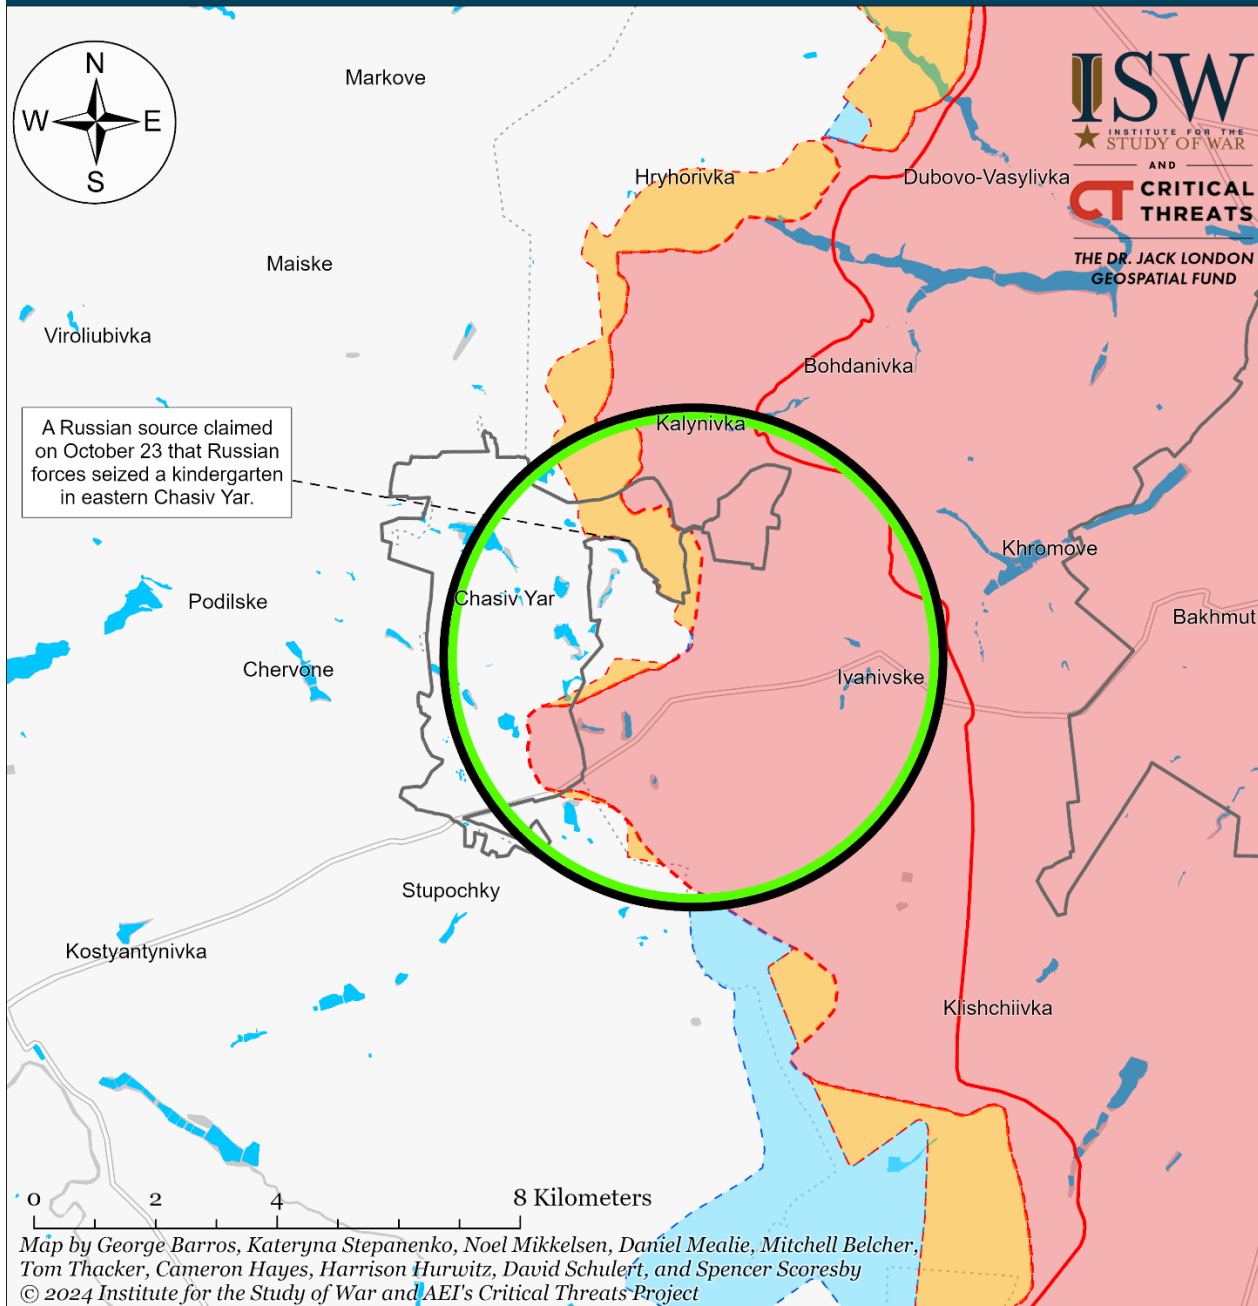 N
W E
S
Markove
ISW
INSTITUTE FOR THE
STUDY OF WAR
AND
CT CRITICAL
THREATS
THE DR. JACK LONDON
GEOSPATIAL FUND
Hryhorivka
Dubovo-Vasylivka
Maiske
Viroliubivka
Bohdanivka
A Russian source claimed
on October 23 that Russian
forces seized a kindergarten
in eastern Chasiv Yar.
Kalynivka
Khromove
Podilske
Chasiv Yar
Bakhmut
Chervone
Ivanivske
Stupochky
Kostyantynivka
Klishchiivka
0 2 4 8 Kilometers
Map by George Barros, Kateryna Stepanenko, Noel Mikkelsen, Daniel Mealie, Mitchell Belcher,
Tom Thacker, Cameron Hayes, Harrison Hurwitz, David Schulert, and Spencer Scoresby
© 2024 Institute for the Study of War and AEI's Critical Threats Project